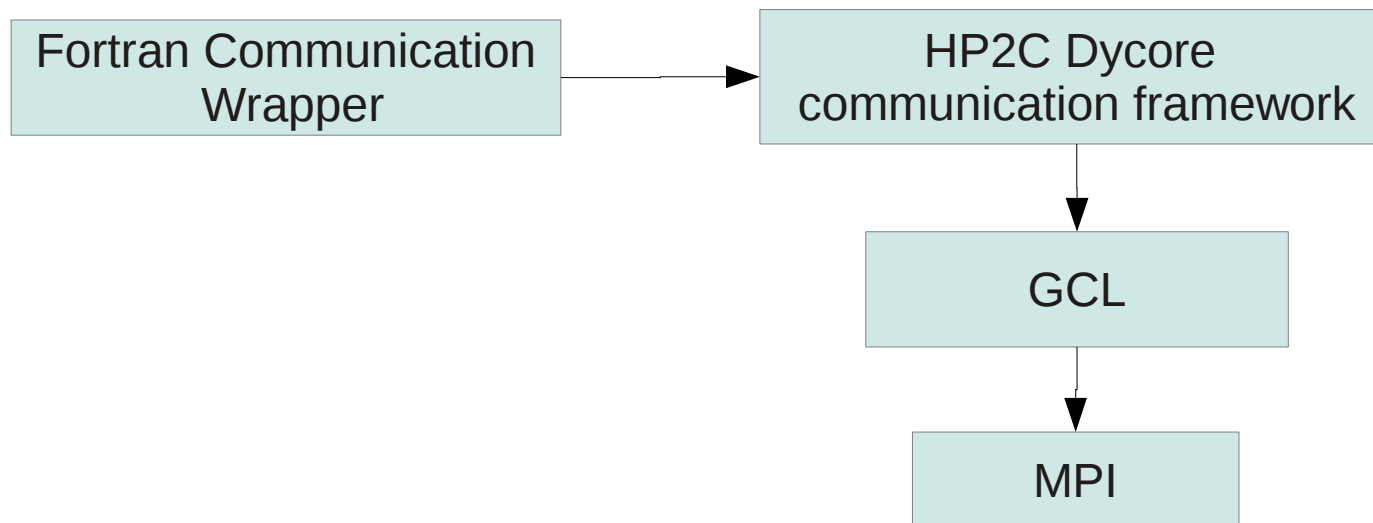 Fortran Communication
Wrapper
HP2C Dycore
communication framework
GCL
MPI